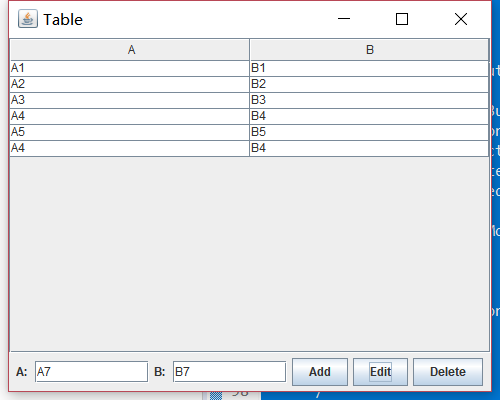 Table
A B
A1 B1
A2 B2
A3 B3
A4 B4
A5 B5
A4 B4
A: A7 B: B7 Add Edit Delete